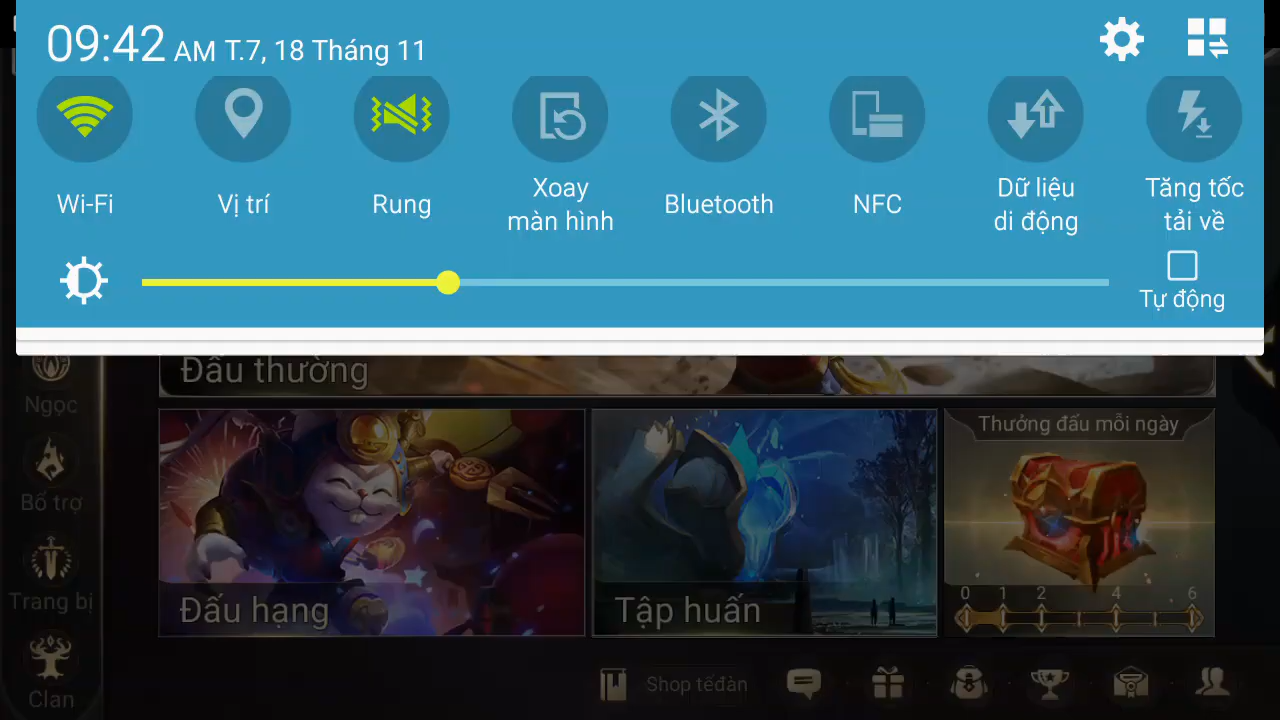 09:42 AM T.7, 18 Tháng 11
Wi-Fi
Vị trí
Rung
Xoay
màn hình
Bluetooth
NFC
Dữ liệu
di động
Tăng tốc
tải về
Tự động
Đấu thường
Ngọc
Thưởng đấu mỗi ngày
Bổ trợ
Trang bị
0 1 2 4 6
Đấu hạng
Tập huấn
Clan
Shop tếđàn